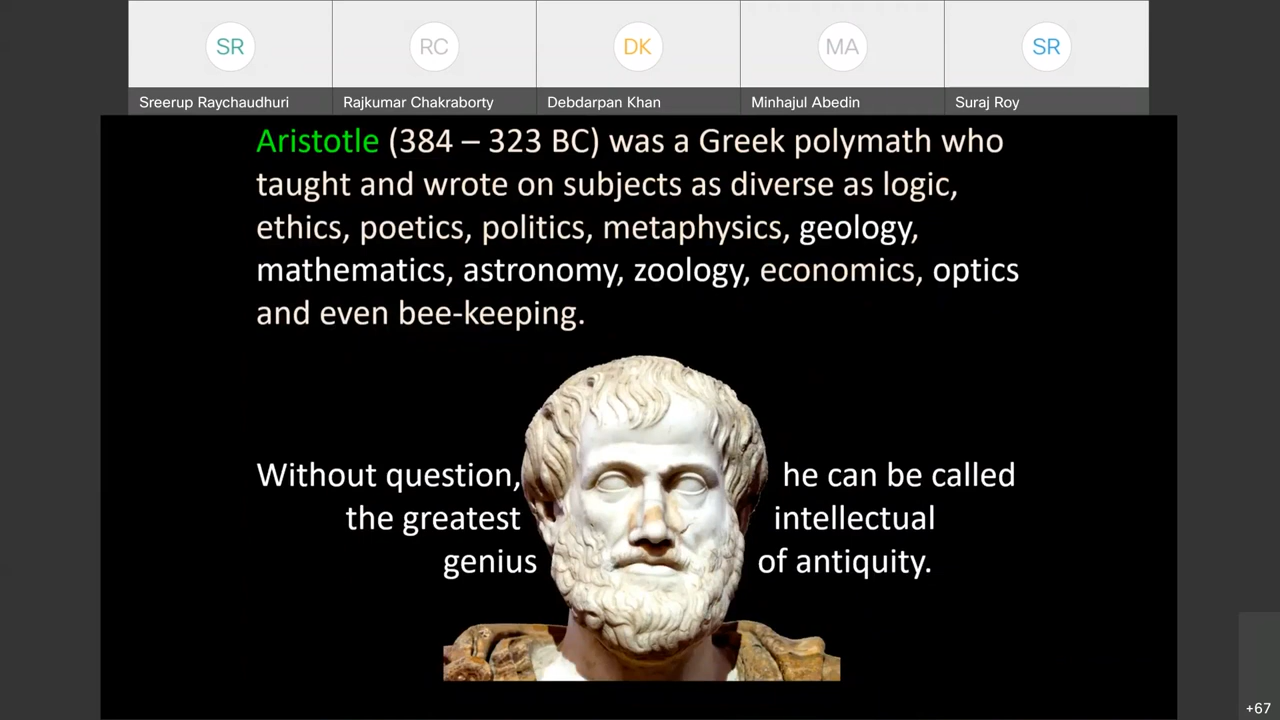 SR
RC
DK
MA
SR
Sreerup Raychaudhuri
Rajkumar Chakraborty
Debdarpan Khan
Minhajul Abedin
Suraj Roy
Aristotle (384 – 323 BC) was a Greek polymath who
taught and wrote on subjects as diverse as logic,
ethics, poetics, politics, metaphysics, geology,
mathematics, astronomy, zoology, economics, optics
and even bee-keeping.
Without question, he can be called
the greatest intellectual
genius of antiquity.
+67